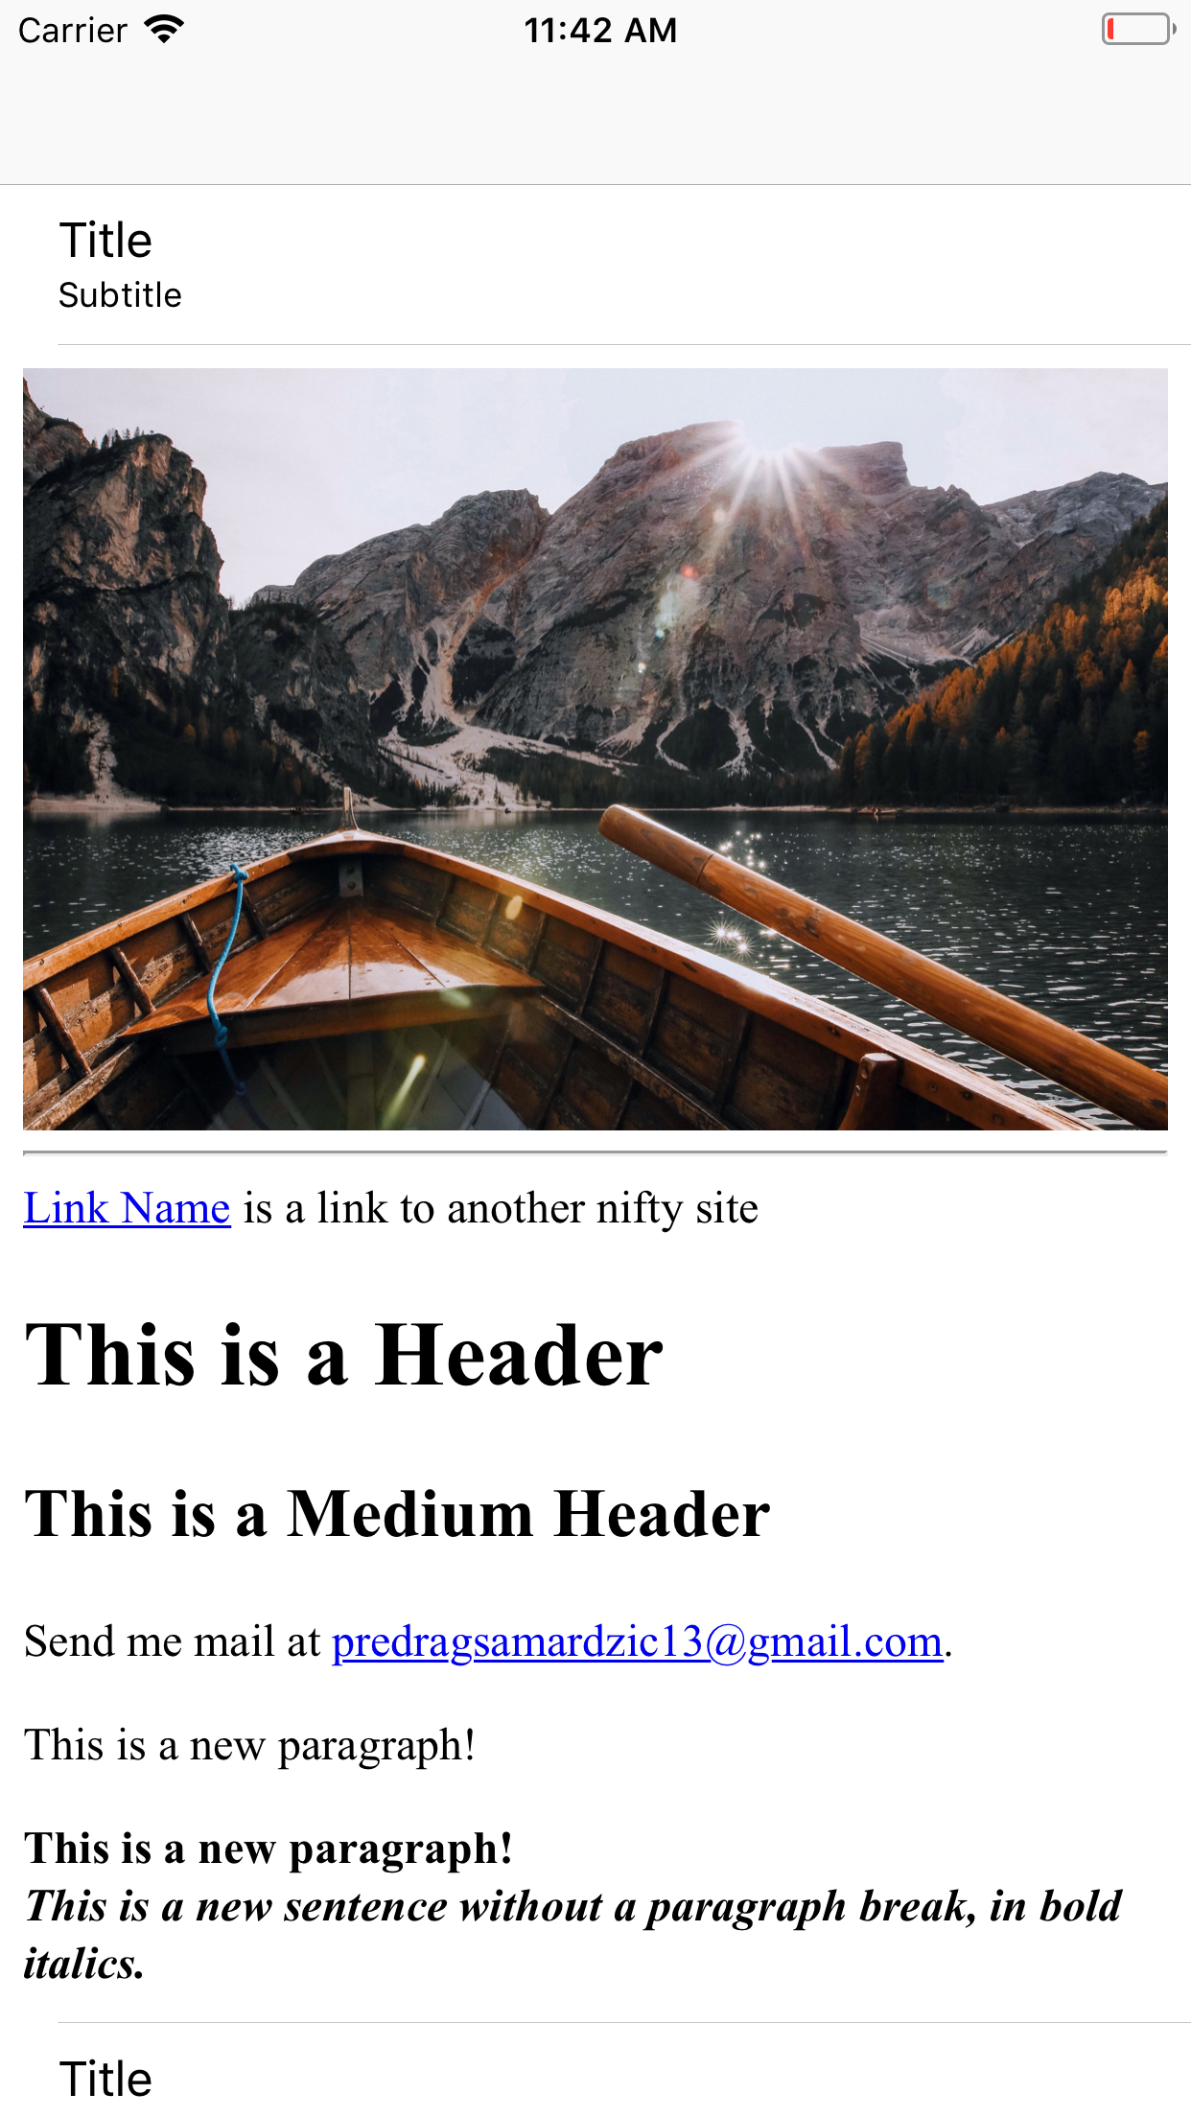 Carrier 11:42 AM
Title
Subtitle
Link Name is a link to another nifty site
This is a Header
This is a Medium Header
Send me mail at predragsamardzic13@gmail.com.
This is a new paragraph!
This is a new paragraph!
This is a new sentence without a paragraph break, in bold
italics.
Title